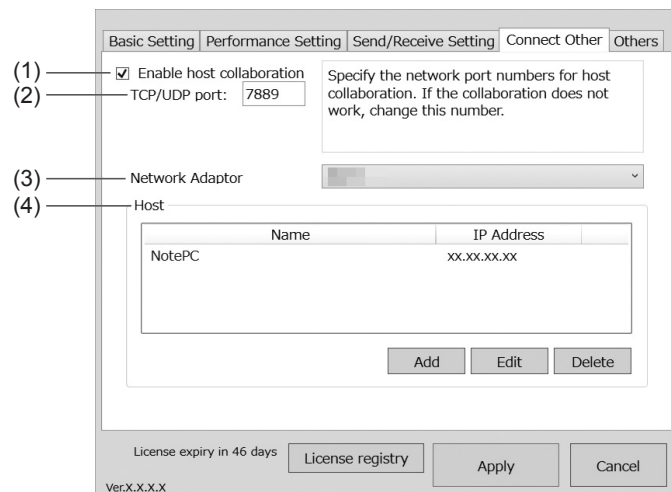 Basic Setting Performance Setting Send/Receive Setting Connect Other Others
(1) Enable host collaboration
(2) TCP/UDP port: 7889
Specify the network port numbers for host
collaboration. If the collaboration does not
work, change this number.
(3) Network Adaptor
(4) Host
Name IP Address
NotePC xx.xx.xx.xx
Add Edit Delete
License expiry in 46 days License registry Apply Cancel
Ver.X.X.X.X